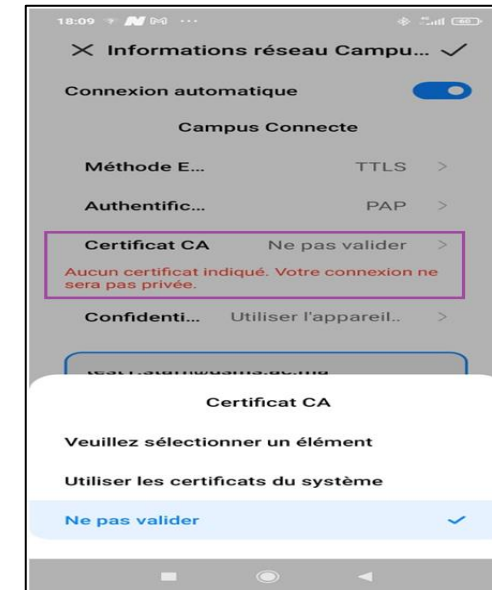 18:09
Informations réseau Campu...
Connexion automatique
Campus Connecte
Méthode E... TTLS >
Authentific... PAP >
Certificat CA Ne pas valider >
Aucun certificat indiqué. Votre connexion ne
sera pas privée.
Confidenti... Utiliser l'appareil.. >
Certificat CA
Veuillez sélectionner un élément
Utiliser les certificats du système
Ne pas valider